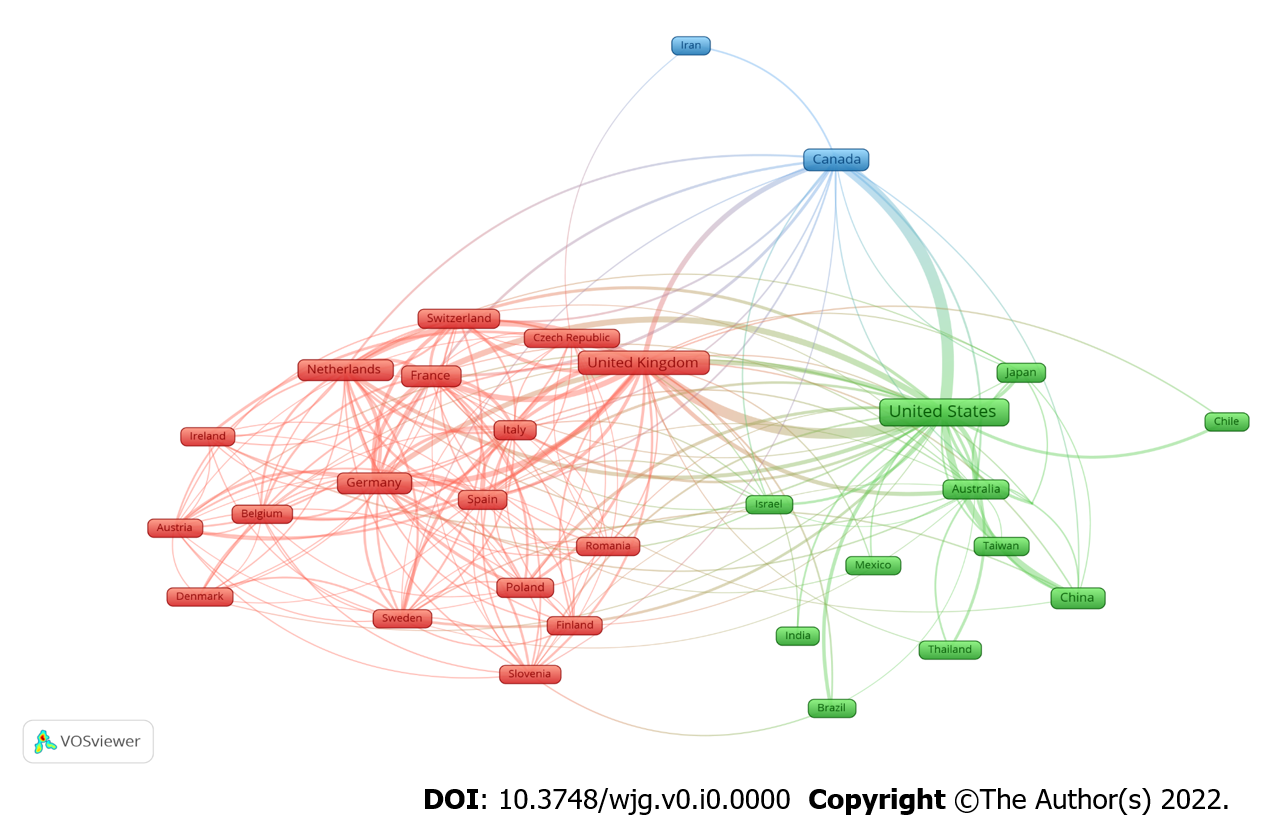 Iran
Canada
Switzerland
Czech Republic
United Kingdom
Netherlands
France
Japan
United States
Chile
Italy
Ireland
Germany
Australia
Spain
Israel
Belgium
Austria
Romania
Taiwan
Mexico
Poland
Denmark
China
Sweden
Finland
India
Thailand
Slovenia
Brazil
VOSviewer
DOI: 10.3748/wjg.v0.i0.0000 Copyright ©The Author(s) 2022.